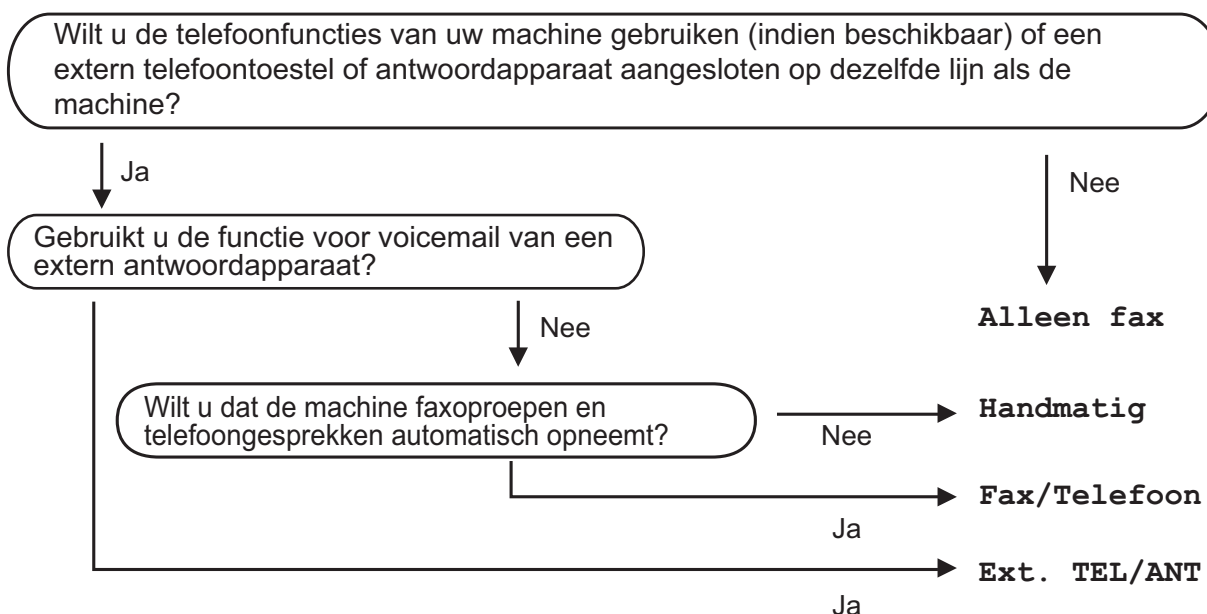 Wilt u de telefoonfuncties van uw machine gebruiken (indien beschikbaar) of een
extern telefoontoestel of antwoordapparaat aangesloten op dezelfde lijn als de
machine?
Ja
Nee
Gebruikt u de functie voor voicemail van een
extern antwoordapparaat?
Nee
Alleen fax
Wilt u dat de machine faxoproepen en
telefoongesprekken automatisch opneemt?
Nee
Handmatig
Ja
Fax/Telefoon
Ja
Ext. TEL/ANT